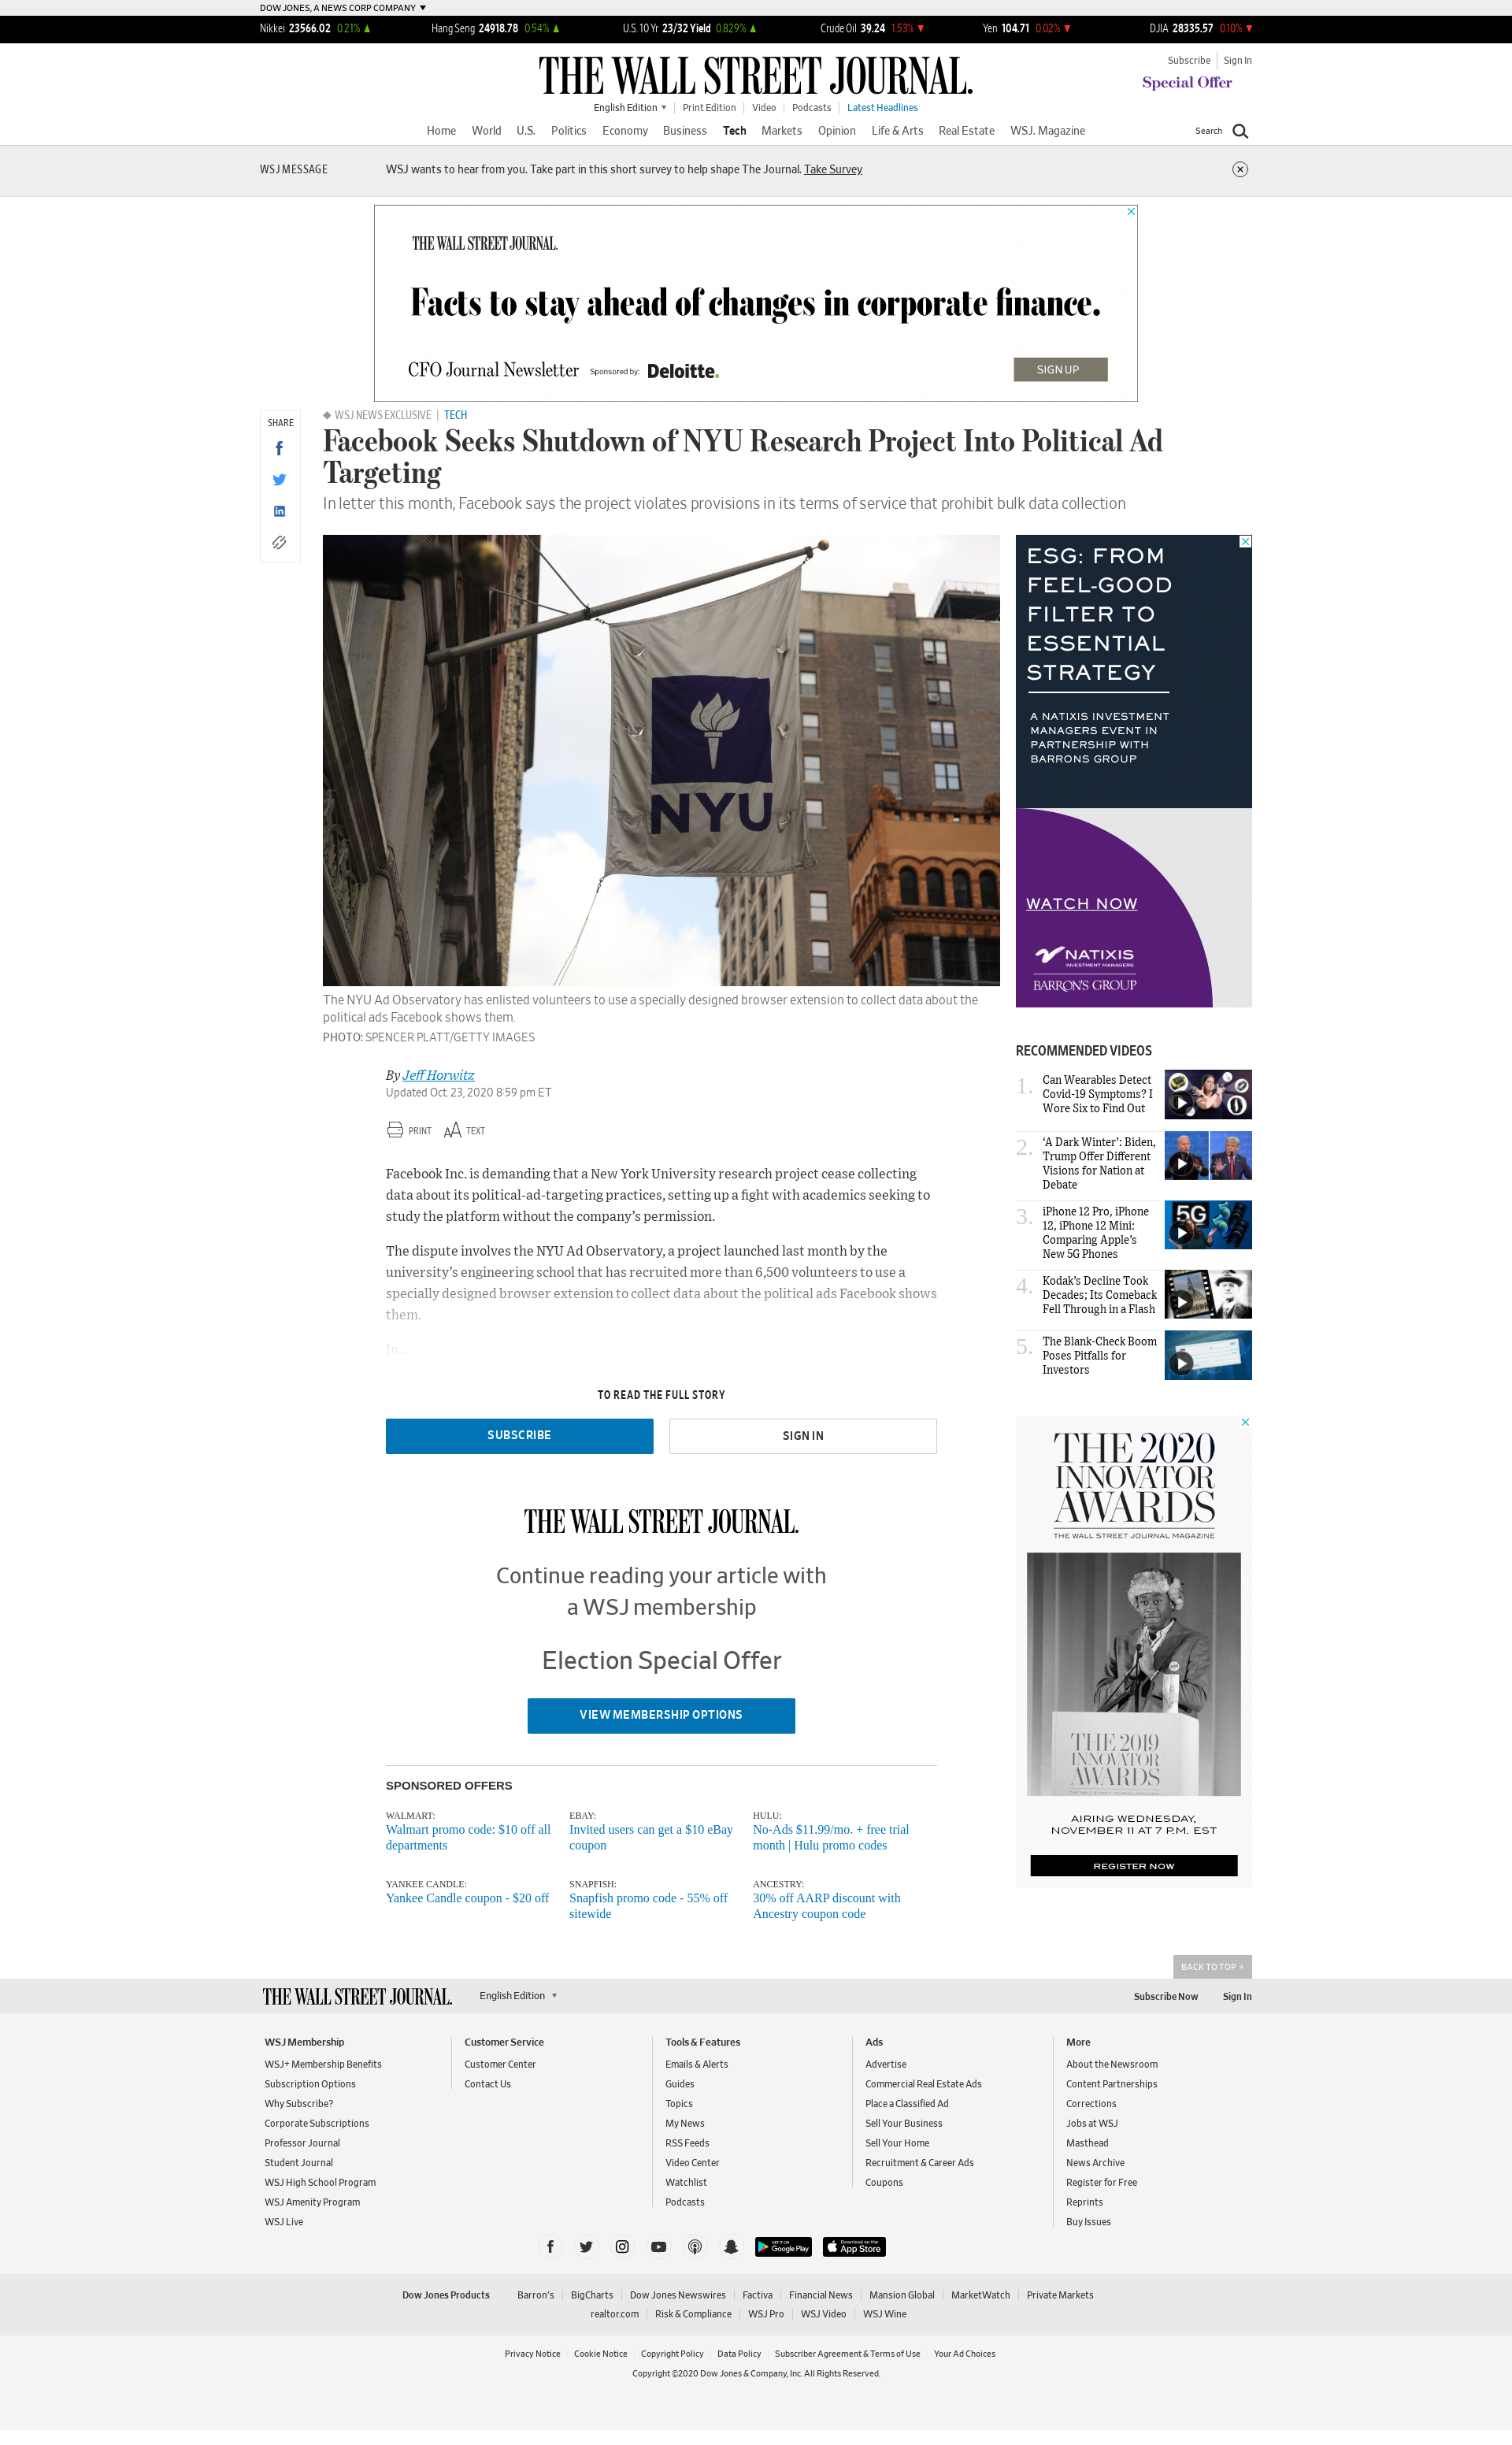 DOW JONES, A NEWS CORP COMPANY
Nikkei 23566.02 0.21% Hang Seng 24918.78 0.54% U.S. 10 Yr 23/32 Yield 0.829% Crude Oil 39.24 1.53% Yen 104.71 0.02% DJIA 28335.57 0.10%
Subscribe Sign In
THE WALL STREET JOURNAL.
Special Offer
English Edition Print Edition Video Podcasts Latest Headlines
Home World U.S. Politics Economy Business Tech Markets Opinion Life & Arts Real Estate WSJ. Magazine Search
WSJ MESSAGE
WSJ wants to hear from you. Take part in this short survey to help shape The Journal. Take Survey
THE WALL STREET JOURNAL.
Facts to stay ahead of changes in corporate finance.
CFO Journal Newsletter Sponsored by: Deloitte.
SIGN UP
SHARE
WSJ NEWS EXCLUSIVE | TECH
Facebook Seeks Shutdown of NYU Research Project Into Political Ad
Targeting
In letter this month, Facebook says the project violates provisions in its terms of service that prohibit bulk data collection
NYU
The NYU Ad Observatory has enlisted volunteers to use a specially designed browser extension to collect data about the
political ads Facebook shows them.
PHOTO: SPENCER PLATT/GETTY IMAGES
By Jeff Horwitz
Updated Oct. 23, 2020 8:59 pm ET
PRINT TEXT
Facebook Inc. is demanding that a New York University research project cease collecting
data about its political-ad-targeting practices, setting up a fight with academics seeking to
study the platform without the company's permission.
The dispute involves the NYU Ad Observatory, a project launched last month by the
university's engineering school that has recruited more than 6,500 volunteers to use a
specially designed browser extension to collect data about the political ads Facebook shows
them.
In...
TO READ THE FULL STORY
SUBSCRIBE
SIGN IN
THE WALL STREET JOURNAL.
Continue reading your article with
a WSJ membership
Election Special Offer
VIEW MEMBERSHIP OPTIONS
SPONSORED OFFERS
WALMART:
Walmart promo code: $10 off all
departments
EBAY:
Invited users can get a $10 eBay
coupon
HULU:
No-Ads $11.99/mo. + free trial
month | Hulu promo codes
YANKEE CANDLE:
Yankee Candle coupon - $20 off
SNAPFISH:
Snapfish promo code - 55% off
sitewide
ANCESTRY:
30% off AARP discount with
Ancestry coupon code
ESG: FROM
FEEL-GOOD
FILTER TO
ESSENTIAL
STRATEGY
A NATIXIS INVESTMENT
MANAGERS EVENT IN
PARTNERSHIP WITH
BARRONS GROUP
WATCH NOW
NATIXIS
INVESTMENT MANAGERS
BARRON'S GROUP
RECOMMENDED VIDEOS
1.
Can Wearables Detect
Covid-19 Symptoms? I
Wore Six to Find Out
2.
'A Dark Winter': Biden,
Trump Offer Different
Visions for Nation at
Debate
3.
iPhone 12 Pro, iPhone
12, iPhone 12 Mini:
Comparing Apple's
New 5G Phones
5G
4.
Kodak's Decline Took
Decades; Its Comeback
Fell Through in a Flash
5.
The Blank-Check Boom
Poses Pitfalls for
Investors
THE 2020
INNOVATOR
AWARDS
THE WALL STREET JOURNAL MAGAZINE
THE 2019
INNOVATOR
AWARDS
AIRING WEDNESDAY,
NOVEMBER 11 AT 7 P.M. EST
REGISTER NOW
BACK TO TOP
THE WALL STREET JOURNAL.
English Edition
Subscribe Now Sign In
WSJ Membership
WSJ+ Membership Benefits
Subscription Options
Why Subscribe?
Corporate Subscriptions
Professor Journal
Student Journal
WSJ High School Program
WSJ Amenity Program
WSJ Live
Customer Service
Customer Center
Contact Us
Tools & Features
Emails & Alerts
Guides
Topics
My News
RSS Feeds
Video Center
Watchlist
Podcasts
Ads
Advertise
Commercial Real Estate Ads
Place a Classified Ad
Sell Your Business
Sell Your Home
Recruitment & Career Ads
Coupons
More
About the Newsroom
Content Partnerships
Corrections
Jobs at WSJ
Masthead
News Archive
Register for Free
Reprints
Buy Issues
GET IT ON
Google Play
Download on the
App Store
Dow Jones Products Barron's BigCharts Dow Jones Newswires Factiva Financial News Mansion Global MarketWatch Private Markets
realtor.com Risk & Compliance WSJ Pro WSJ Video WSJ Wine
Privacy Notice Cookie Notice Copyright Policy Data Policy Subscriber Agreement & Terms of Use Your Ad Choices
Copyright ©2020 Dow Jones & Company, Inc. All Rights Reserved.